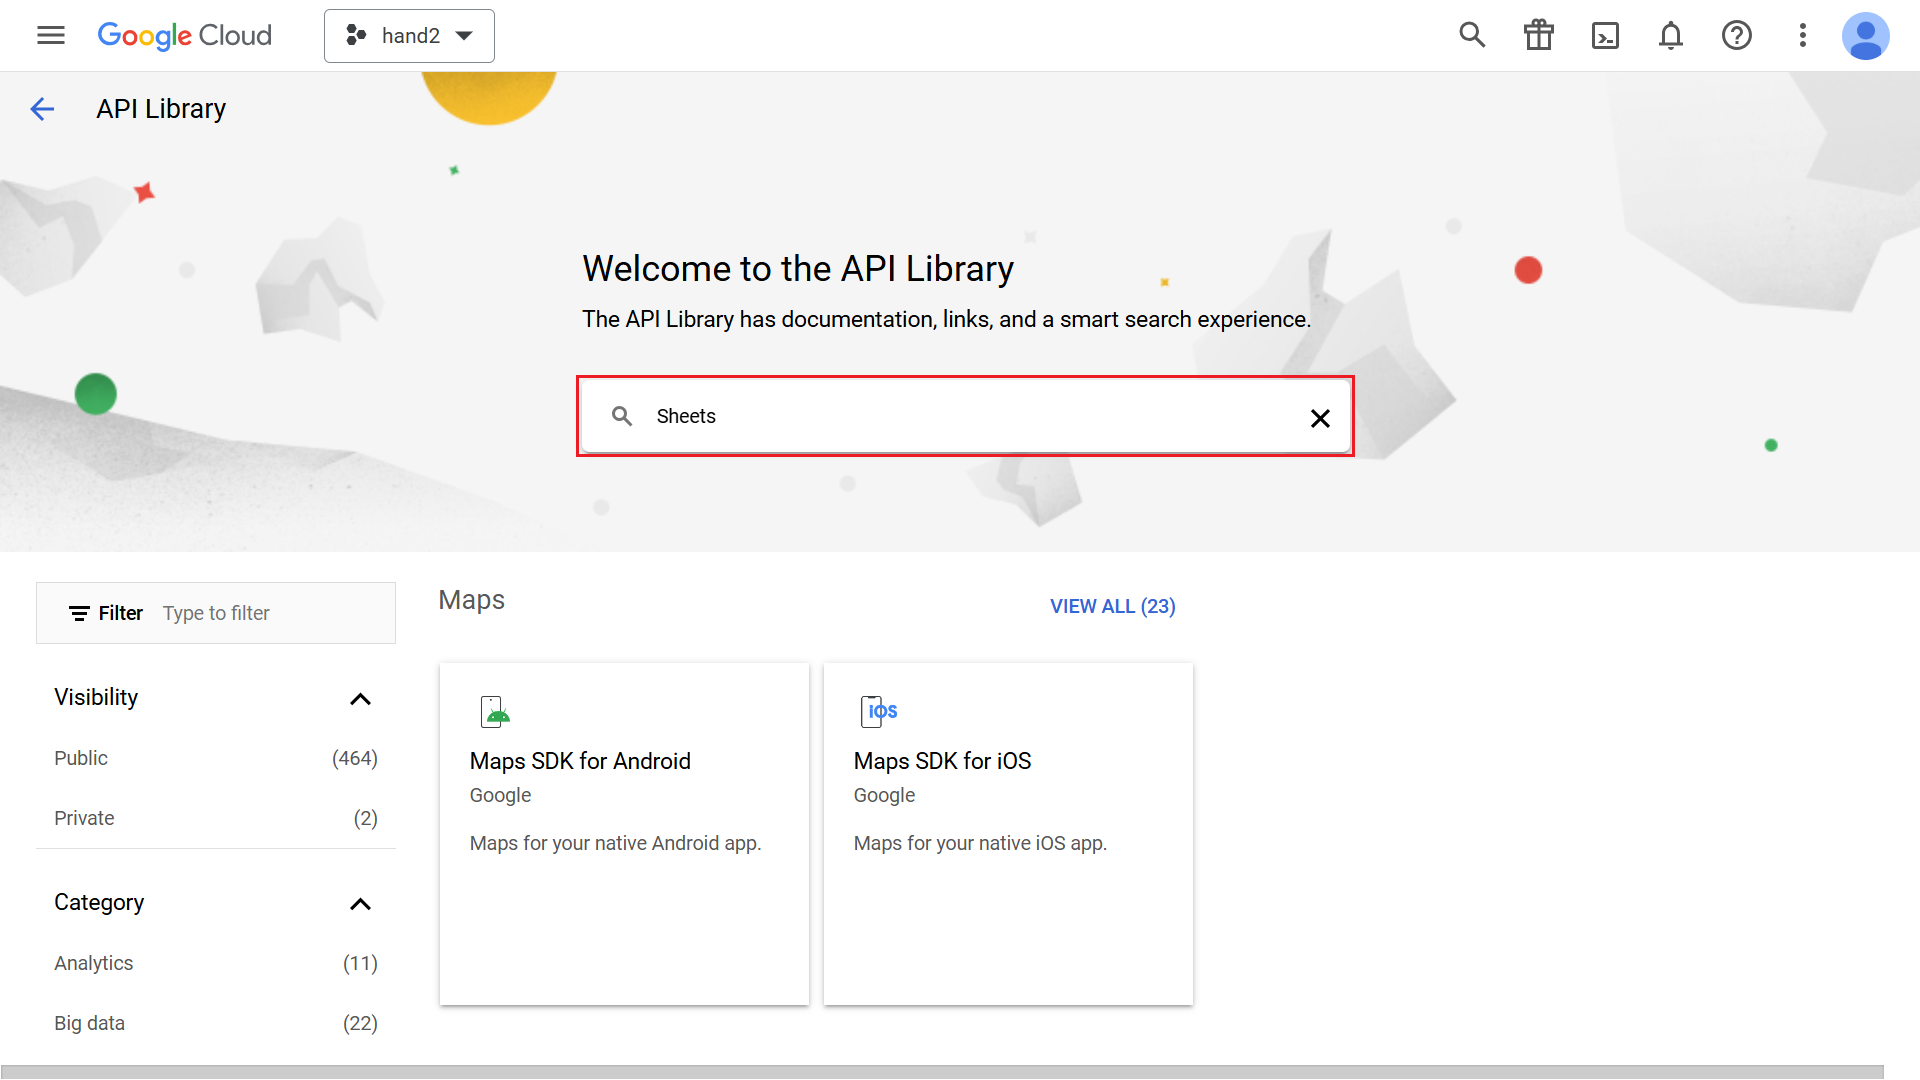 Google Cloud
hand2
API Library
Welcome to the API Library
The API Library has documentation, links, and a smart search experience.
Sheets
Filter Type to filter
Visibility
Public (464)
Private (2)
Category
Analytics (11)
Big data (22)
Maps
VIEW ALL (23)
Maps SDK for Android
Google
Maps for your native Android app.
iOS
Maps SDK for iOS
Google
Maps for your native iOS app.